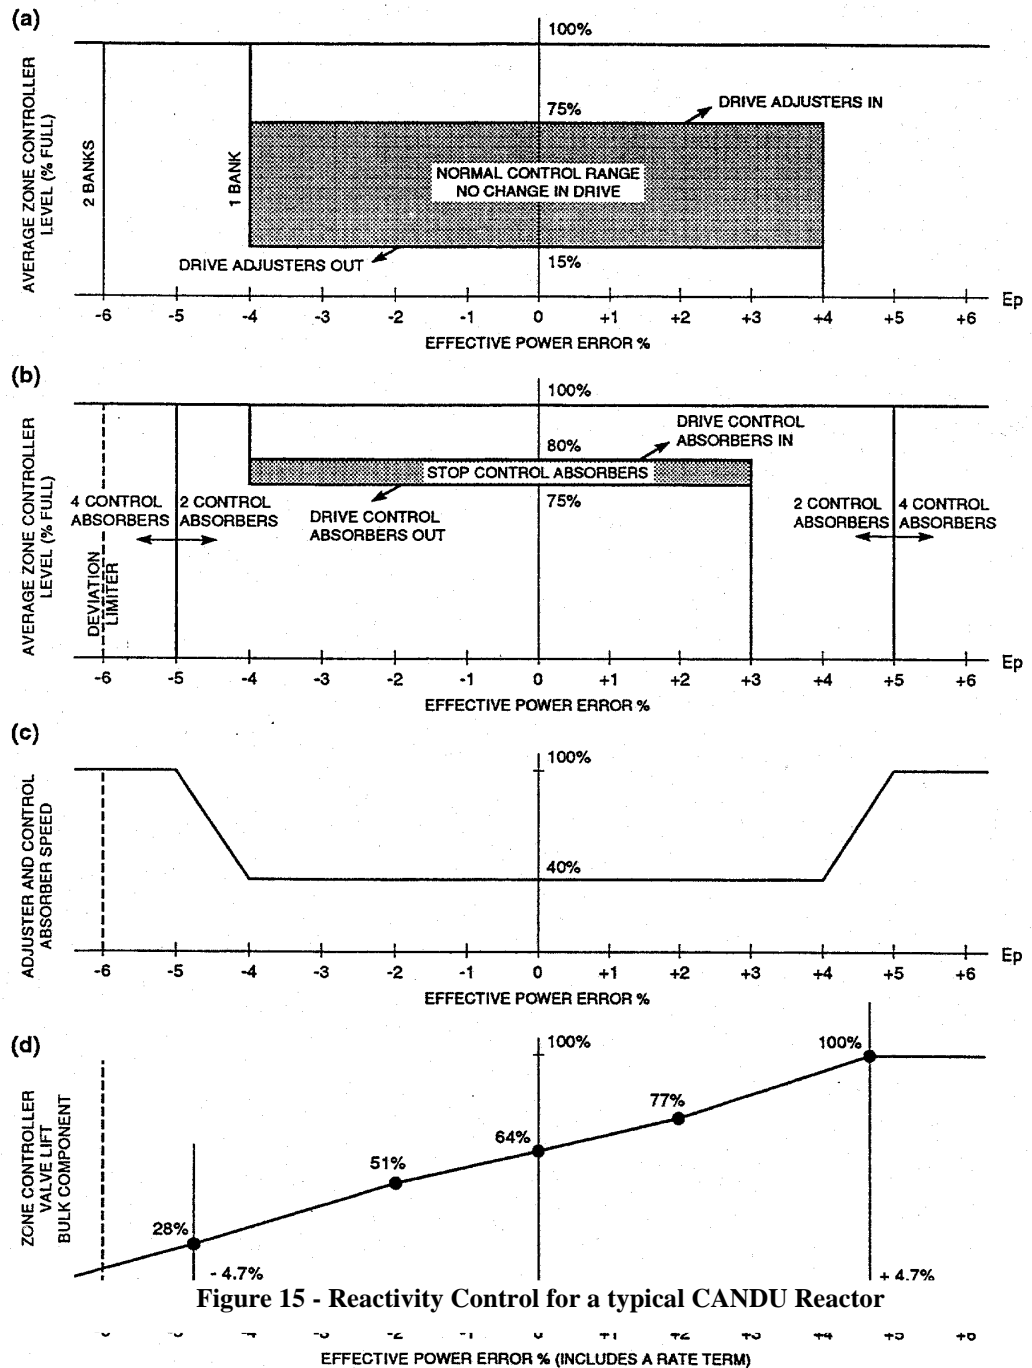 (a)
100%
AVERAGE ZONE CONTROLLER
LEVEL (% FULL)
2 BANKS
1 BANK
75%
DRIVE ADJUSTERS IN
NORMAL CONTROL RANGE
NO CHANGE IN DRIVE
DRIVE ADJUSTERS OUT
15%
Ep
-6 -5 -4 -3 -2 -1 0 +1 +2 +3 +4 +5 +6
EFFECTIVE POWER ERROR %
(b)
100%
AVERAGE ZONE CONTROLLER
LEVEL (% FULL)
DRIVE CONTROL
ABSORBERS IN
80%
STOP CONTROL ABSORBERS
75%
4 CONTROL
ABSORBERS
2 CONTROL
ABSORBERS
DRIVE CONTROL
ABSORBERS OUT
2 CONTROL
ABSORBERS
4 CONTROL
ABSORBERS
DEVIATION
LIMITER
Ep
-6 -5 -4 -3 -2 -1 0 +1 +2 +3 +4 +5 +6
EFFECTIVE POWER ERROR %
(c)
100%
ADJUSTER AND CONTROL
ABSORBER SPEED
40%
Ep
-6 -5 -4 -3 -2 -1 0 +1 +2 +3 +4 +5 +6
EFFECTIVE POWER ERROR %
(d)
100%
100%
ZONE CONTROLLER
VALVE LIFT
BULK COMPONENT
77%
64%
51%
28%
- 4.7%
+ 4.7%
Figure 15 - Reactivity Control for a typical CANDU Reactor
EFFECTIVE POWER ERROR % (INCLUDES A RATE TERM)